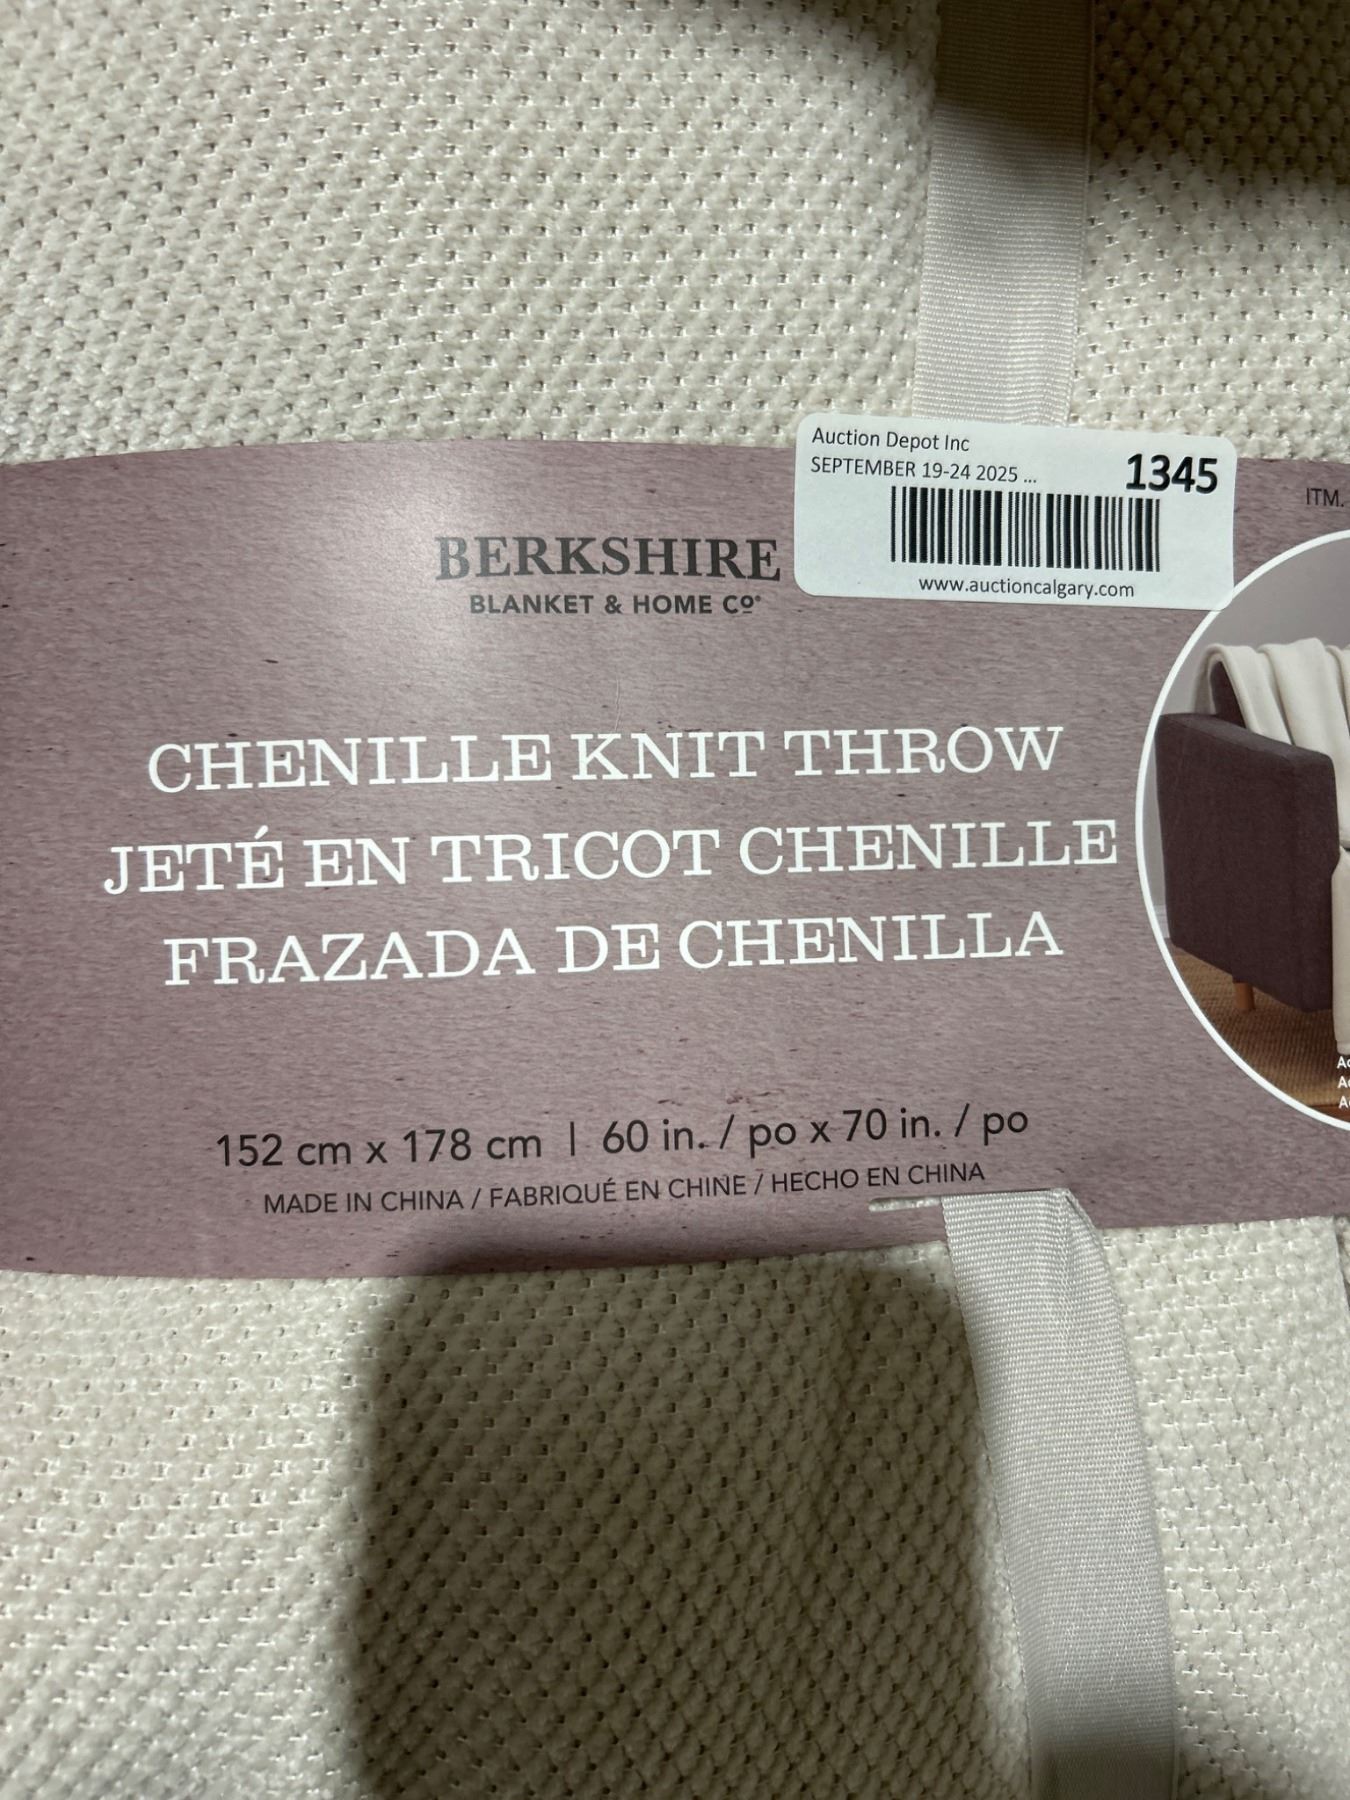 Auction Depot Inc
SEPTEMBER 19-24 2025 ...
1345
www.auctioncalgary.com
ITM.
BERKSHIRE
BLANKET & HOME Cº®
CHENILLE KNIT THROW
JETÉ EN TRICOT CHENILLE
FRAZADA DE CHENILLA
152 cm x 178 cm | 60 in. / po x 70 in. / po
MADE IN CHINA / FABRIQUÉ EN CHINE / HECHO EN CHINA